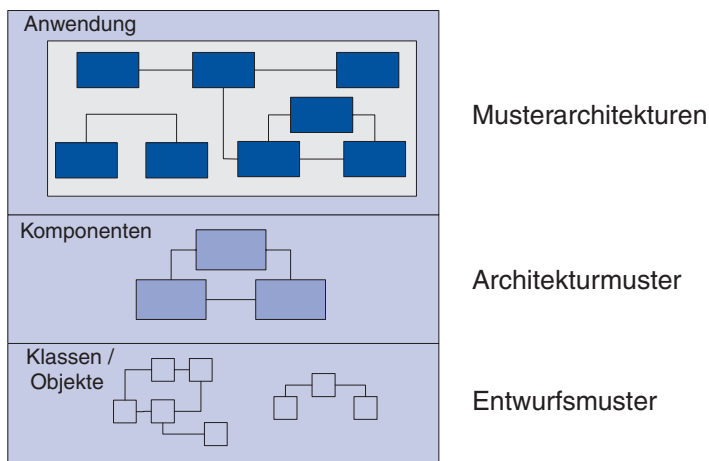 Anwendung
Musterarchitekturen
Komponenten
Architekturmuster
Klassen /
Objekte
Entwurfsmuster